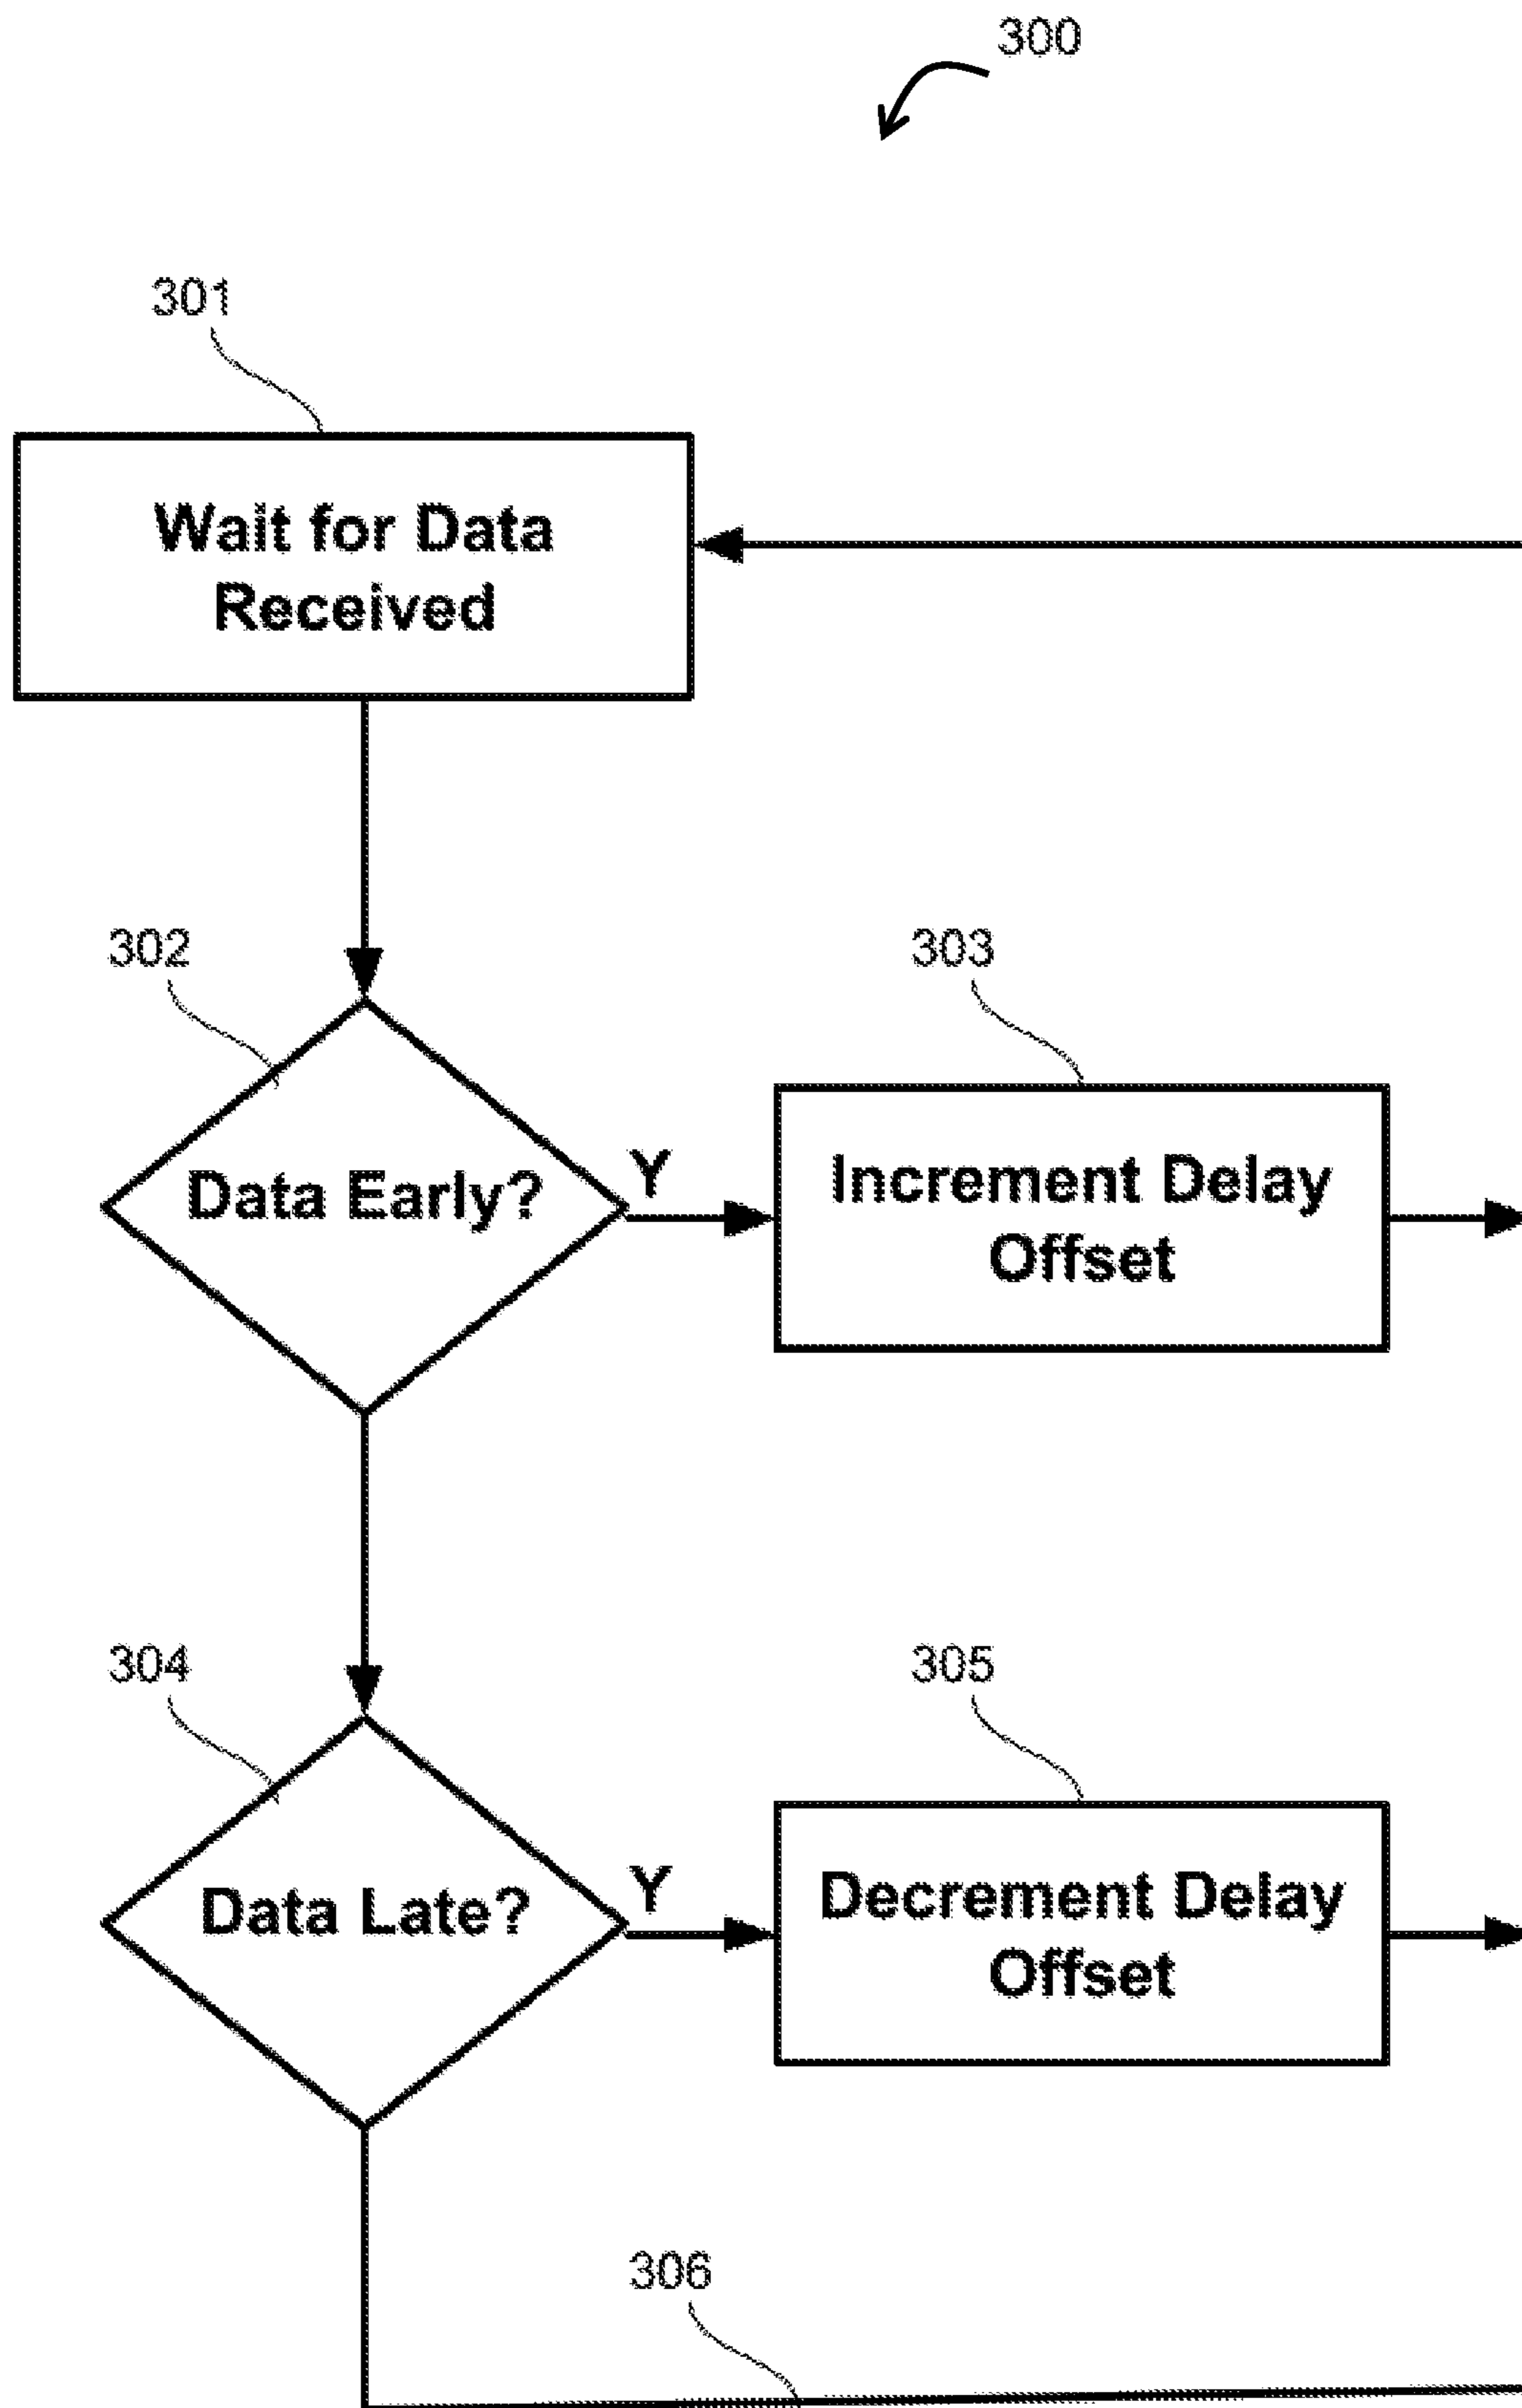 300
301
Wait for Data
Received
302
303
Data Early?
Y
Increment Delay
Offset
304
305
Data Late?
Y
Decrement Delay
Offset
306